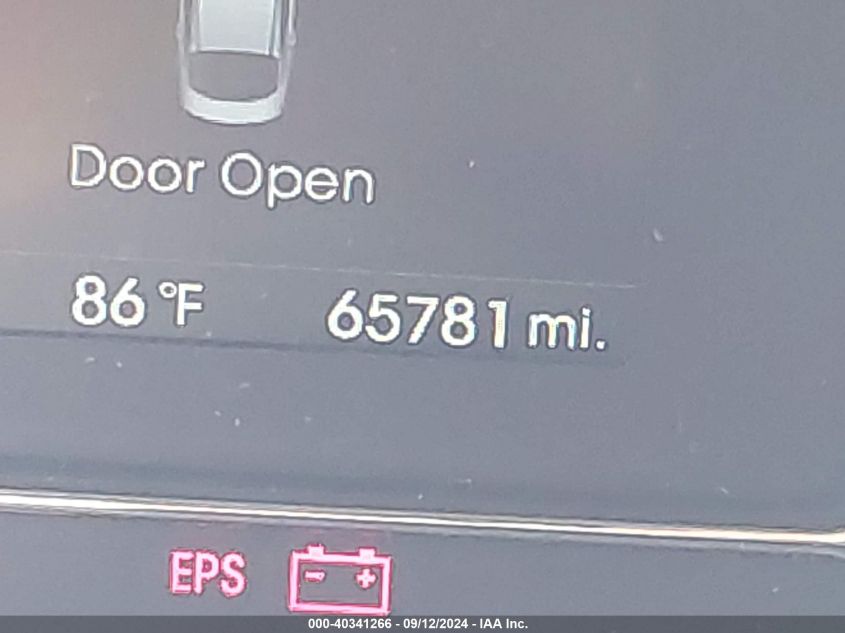 Door Open
86 °F 65781 mi.
EPS
000-40341266 - 09/12/2024 - IAA Inc.